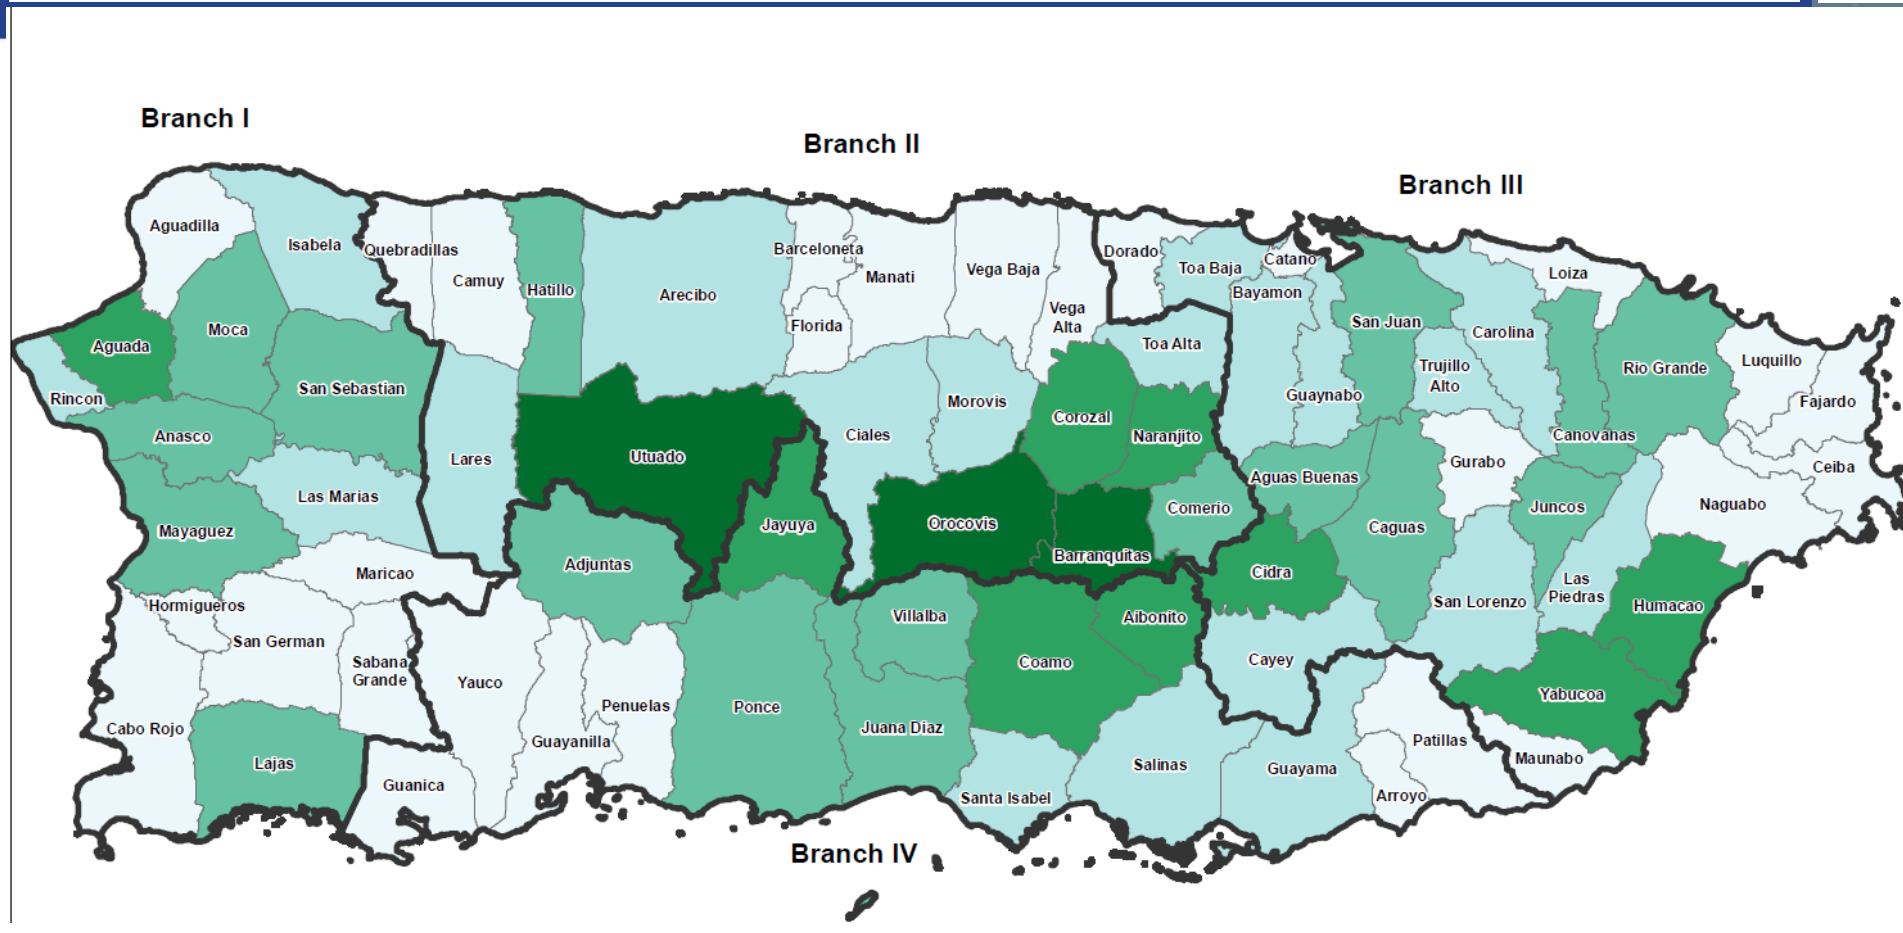 Branch I
Branch II
Branch III
Aguadilla
Isabela
Quebradillas
Camuy
Hatillo
Arecibo
Barceloneta
Manati
Florida
Vega Baja
Vega
Alta
Dorado
Toa Baja
Catano
Bayamon
Toa Alta
San Juan
Carolina
Trujillo
Alto
Guaynabo
Loiza
Rio Grande
Canovanas
Luquillo
Fajardo
Ceiba
Naguabo
Aguada
Moca
Rincon
San Sebastian
Anasco
Lares
Utuado
Ciales
Morovis
Corozal
Naranjito
Mayaguez
Las Marias
Maricao
Adjuntas
Jayuya
Orocovis
Barranquitas
Comerio
Aguas Buenas
Caguas
Gurabo
Juncos
Cidra
San Lorenzo
Las
Piedras
Humacao
Yabucoa
Hormigueros
San German
Sabana
Grande
Cabo Rojo
Lajas
Guanica
Yauco
Guayanilla
Penuelas
Ponce
Villalba
Juana Diaz
Coamo
Aibonito
Cayey
Santa Isabel
Salinas
Guayama
Patillas
Arroyo
Maunabo
Branch IV